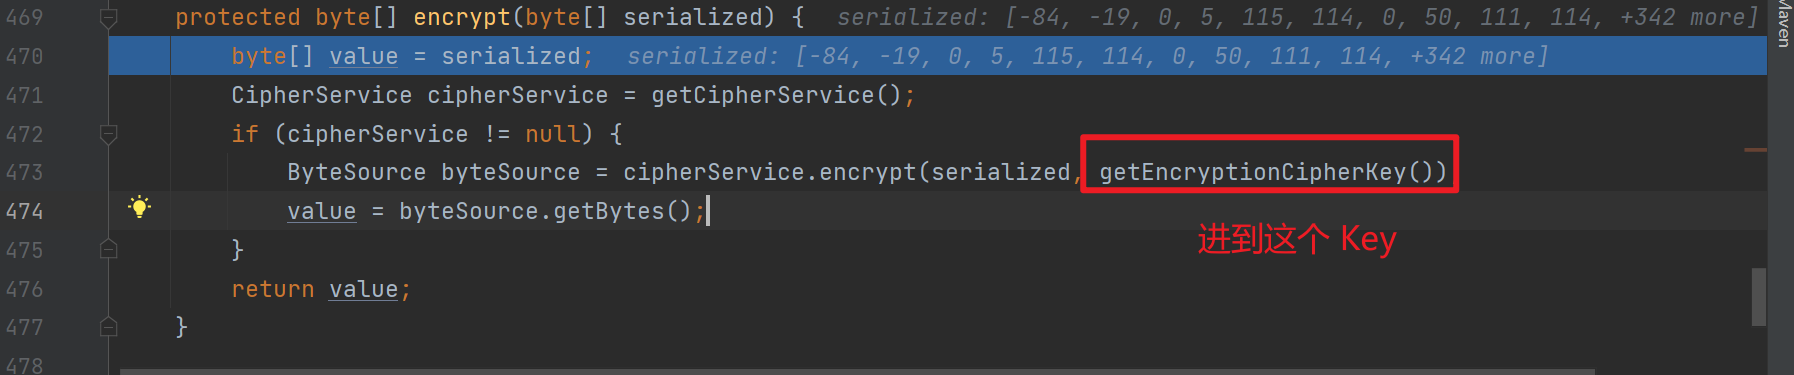 469 protected byte[] encrypt(byte[] serialized) { serialized: [-84, -19, 0, 5, 115, 114, 0, 50, 111, 114, +342 more]
470 byte[] value = serialized; serialized: [-84, -19, 0, 5, 115, 114, 0, 50, 111, 114, +342 more]
471 CipherService cipherService = getCipherService();
472 if (cipherService != null) {
473 ByteSource byteSource = cipherService.encrypt(serialized, getEncryptionCipherKey())
474 value = byteSource.getBytes();
进到这个 Key
475 }
476 return value;
477 }
478
Maven